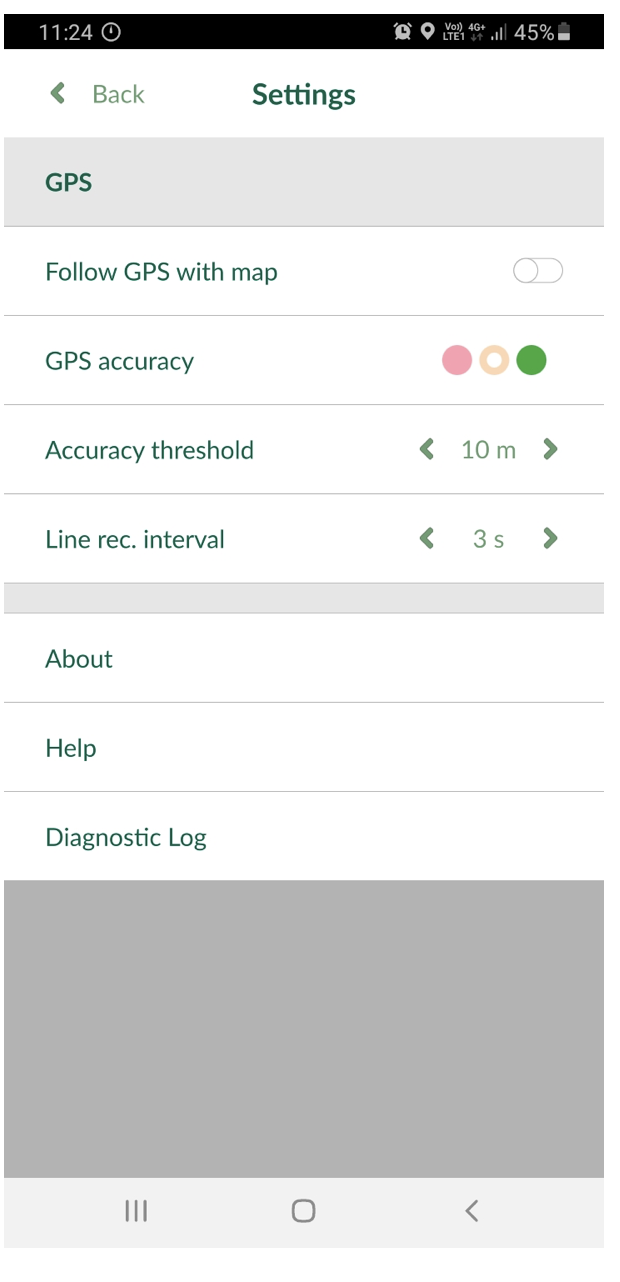 11:24 Vo)) LTE1 4G+ 45%
Back Settings
GPS
Follow GPS with map
GPS accuracy
Accuracy threshold 10 m
Line rec. interval 3 s
About
Help
Diagnostic Log